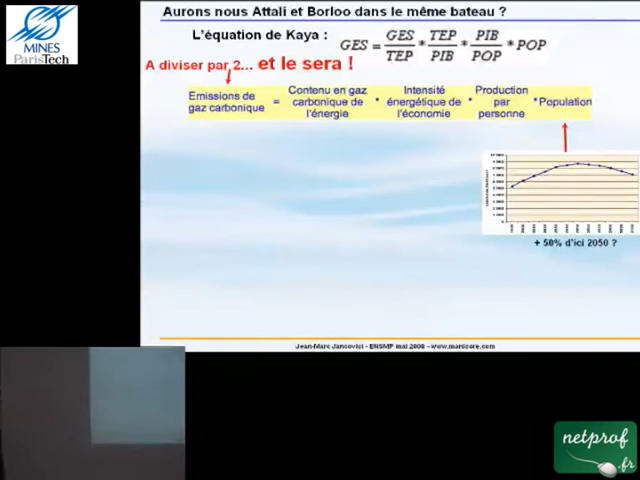 Aurons nous Attali et Borloo dans le même bateau ?
MINES
ParisTech
L'équation de Kaya :
GES = GES/TEP * TEP/PIB * PIB/POP * POP
A diviser par 2... et le sera !
Emissions de gaz carbonique = Contenu en gaz carbonique de l'énergie * Intensité énergétique de l'économie * Production par personne * Population
+ 50% d'ici 2050 ?
Jean-Marc Jancovici - ENSMP mai 2008 - www.manicore.com
netprof
.fr